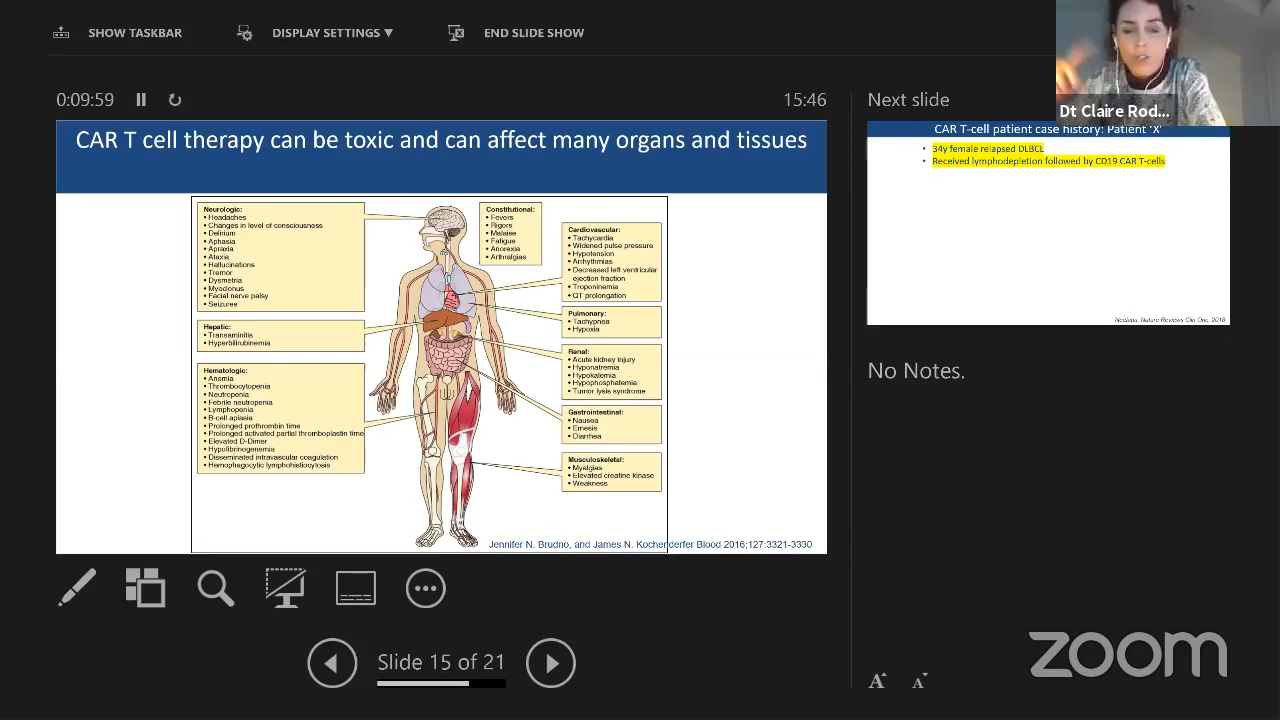 SHOW TASKBAR
DISPLAY SETTINGS ▼
END SLIDE SHOW
0:09:59
15:46
Next slide
Dt Claire Rod...
CAR T cell therapy can be toxic and can affect many organs and tissues
Neurologic:
• Headaches
• Changes in level of consciousness
• Delirium
• Aphasia
• Apraxia
• Ataxia
• Hallucinations
• Tremor
• Dysmetria
• Myoclonus
• Facial nerve palsy
• Seizures
Hepatic:
• Transaminitis
• Hyperbilirubinemia
Hematologic:
• Anemia
• Thrombocytopenia
• Neutropenia
• Febrile neutropenia
• Lymphopenia
• B-cell aplasia
• Prolonged prothrombin time
• Prolonged activated partial thromboplastin time
• Elevated D-Dimer
• Hypofibrinogenemia
• Disseminated intravascular coagulation
• Hemophagocytic lymphohistiocytosis
Constitutional:
• Fevers
• Rigors
• Malaise
• Fatigue
• Anorexia
• Arthralgias
Cardiovascular:
• Tachycardia
• Widened pulse pressure
• Hypotension
• Arrhythmias
• Decreased left ventricular
ejection fraction
• Troponinemia
• QT prolongation
Pulmonary:
• Tachypnea
• Hypoxia
Renal:
• Acute kidney injury
• Hyponatremia
• Hypokalemia
• Hypophosphatemia
• Tumor lysis syndrome
Gastrointestinal:
• Nausea
• Emesis
• Diarrhea
Musculoskeletal:
• Myalgias
• Elevated creatine kinase
• Weakness
Jennifer N. Brudno, and James N. Kochenderfer Blood 2016;127:3321-3330
CAR T-cell patient case history: Patient 'X'
• 34y female relapsed DLBCL
• Received lymphodepletion followed by CD19 CAR T-cells
Neelapu, Nature Reviews Clin Onc. 2018
No Notes.
Slide 15 of 21
A A
zoom